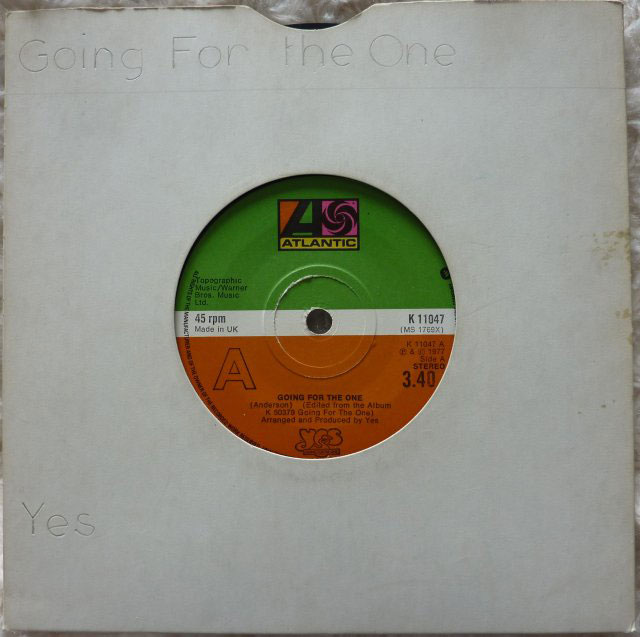 Going For the One
ATLANTIC
Topographic
Music/Warner
Bros. Music
Ltd.
45 rpm
Made in UK
K 11047
(MS 1769X)
K 11047 A
℗ & © 1977
Side A
STEREO
3.40
A
GOING FOR THE ONE
(Anderson) (Edited from the Album
K 50379 Going For The One)
Arranged and Produced by Yes
yes
Yes